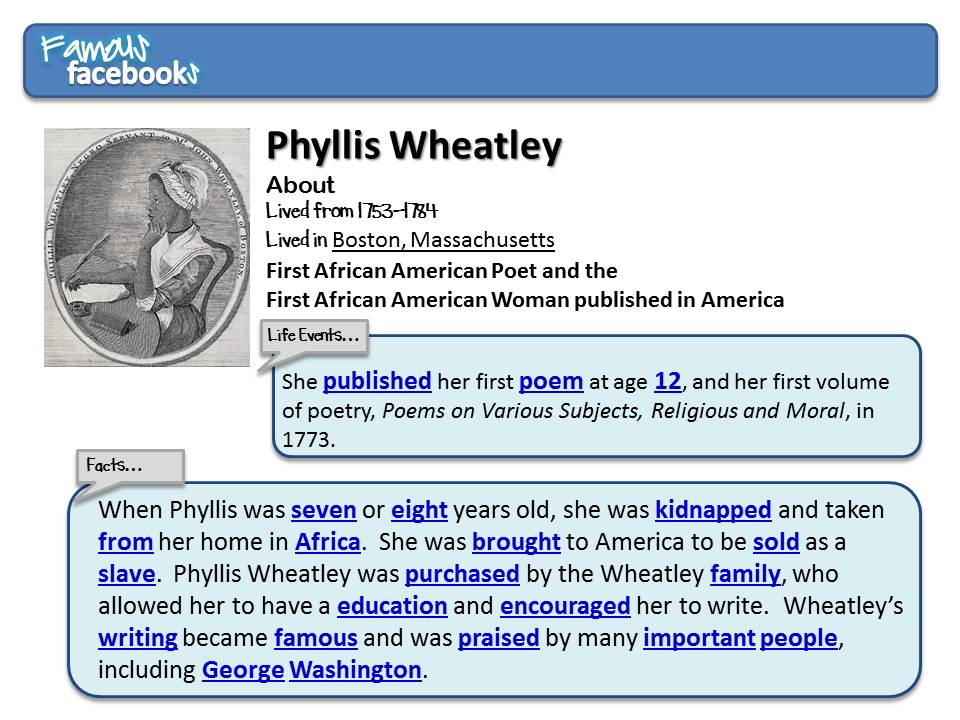 Famous
facebooks
PHILLIS WHEATLEY, NEGRO SERVANT to Mr. JOHN WHEATLEY, of BOSTON.
Phyllis Wheatley
About
Lived from 1753-1784
Lived in Boston, Massachusetts
First African American Poet and the
First African American Woman published in America
Life Events...
She published her first poem at age 12, and her first volume
of poetry, Poems on Various Subjects, Religious and Moral, in
1773.
Facts...
When Phyllis was seven or eight years old, she was kidnapped and taken
from her home in Africa.  She was brought to America to be sold as a
slave.  Phyllis Wheatley was purchased by the Wheatley family, who
allowed her to have a education and encouraged her to write.  Wheatley’s
writing became famous and was praised by many important people,
including George Washington.